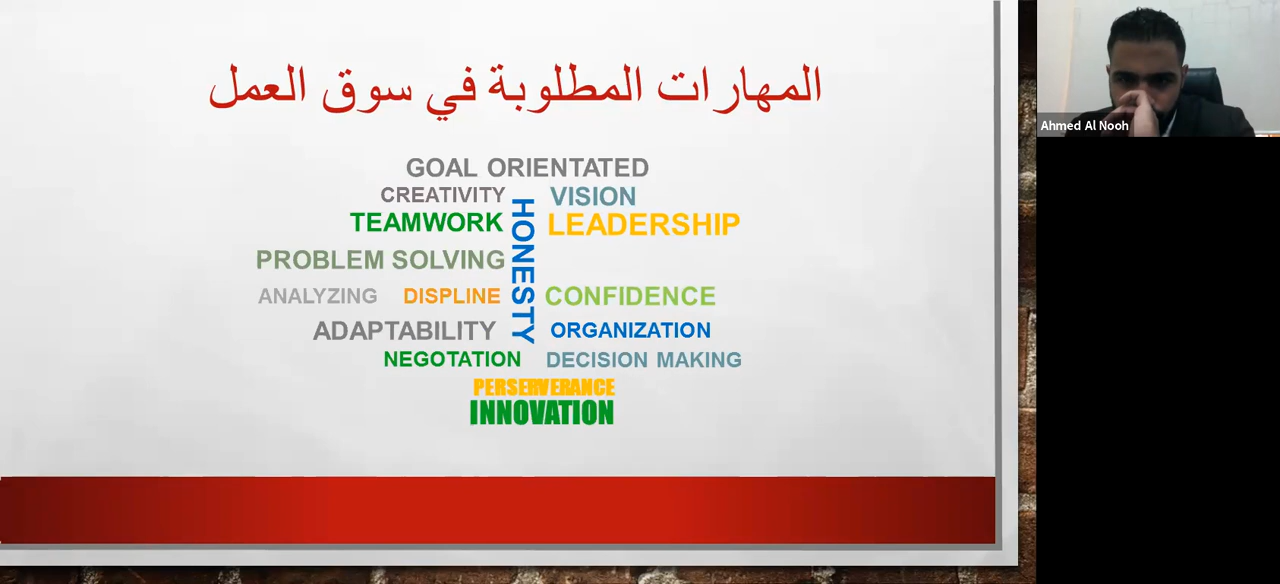 المهارات المطلوبة في سوق العمل
GOAL ORIENTATED
CREATIVITY
VISION
HONESTY
TEAMWORK
LEADERSHIP
PROBLEM SOLVING
ANALYZING
DISPLINE
CONFIDENCE
ADAPTABILITY
ORGANIZATION
NEGOTATION
DECISION MAKING
PERSERVERANCE
INNOVATION
Ahmed Al Nooh